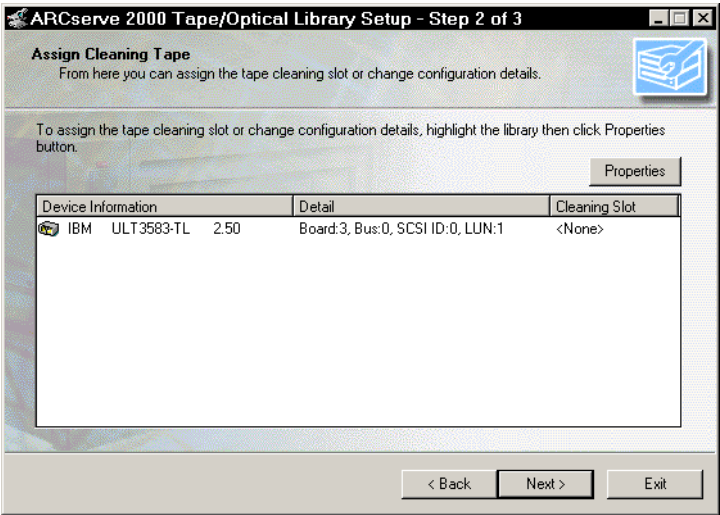 ARCserve 2000 Tape/Optical Library Setup - Step 2 of 3
Assign Cleaning Tape
From here you can assign the tape cleaning slot or change configuration details.
To assign the tape cleaning slot or change configuration details, highlight the library then click Properties
button.
Properties
Device Information Detail Cleaning Slot
IBM ULT3583-TL 2.50 Board:3, Bus:0, SCSI ID:0, LUN:1 <None>
< Back Next > Exit